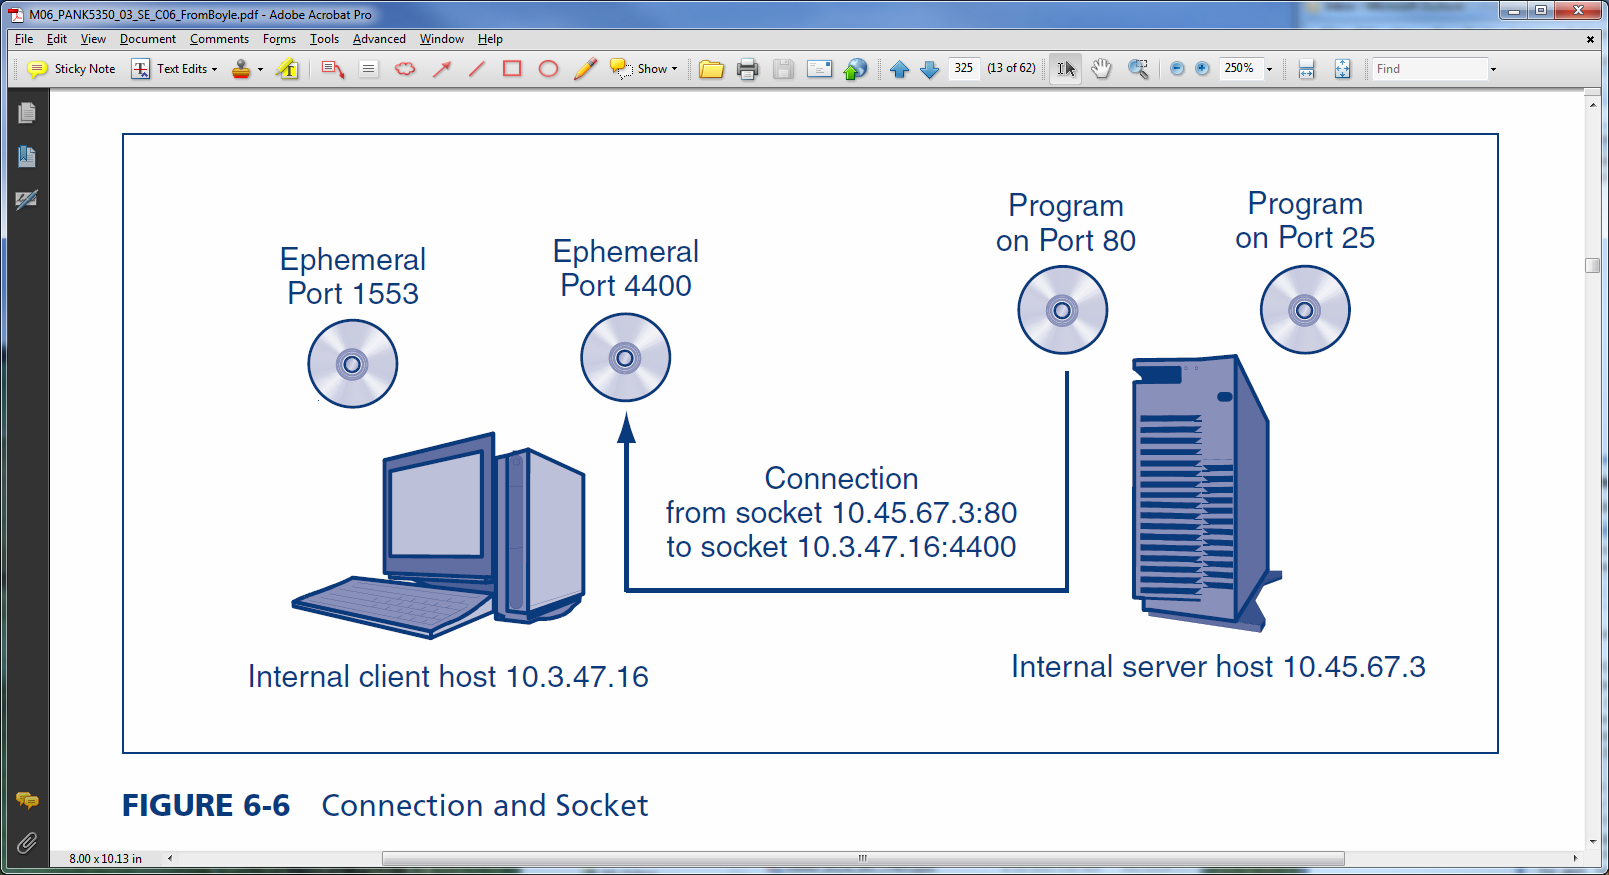 M06_PANK5350_03_SE_C06_FromBoyle.pdf - Adobe Acrobat Pro
File Edit View Document Comments Forms Tools Advanced Window Help
Sticky Note Text Edits Show 325 (13 of 62) 250% Find
Ephemeral
Port 1553
Ephemeral
Port 4400
Program
on Port 80
Program
on Port 25
Connection
from socket 10.45.67.3:80
to socket 10.3.47.16:4400
Internal client host 10.3.47.16
Internal server host 10.45.67.3
FIGURE 6-6 Connection and Socket
8.00 x 10.13 in